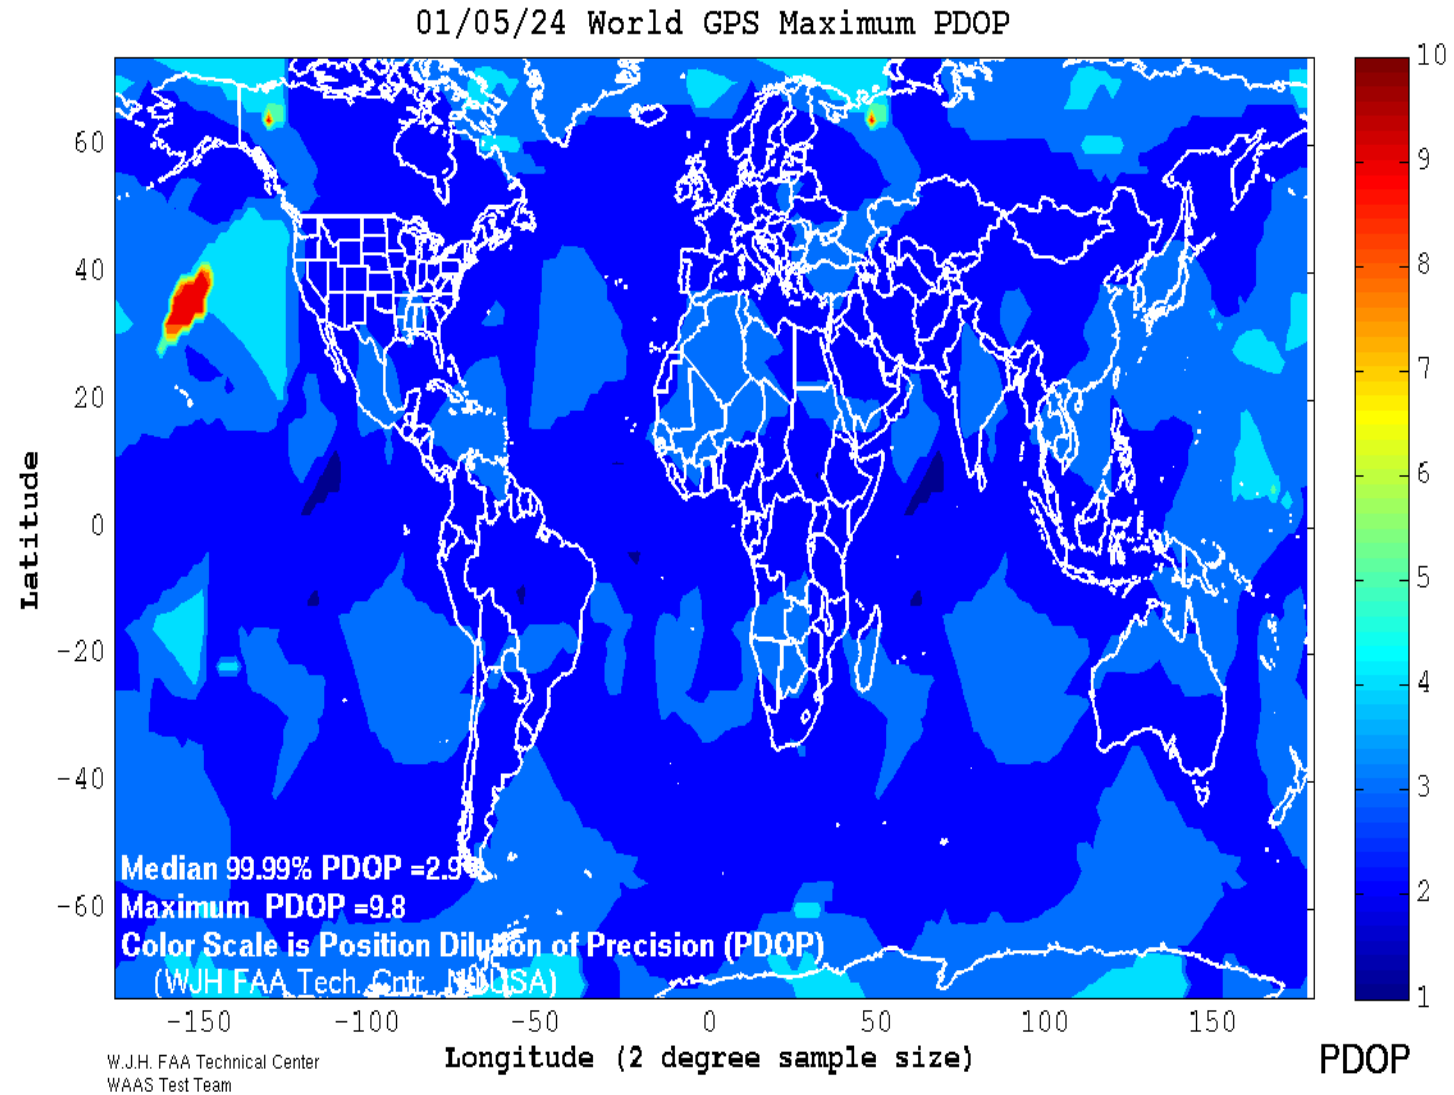 01/05/24 World GPS Maximum PDOP
10
9
8
7
6
5
4
3
2
1
60
40
20
0
-20
-40
-60
Latitude
Median 99.99% PDOP =2.9
Maximum PDOP =9.8
Color Scale is Position Dilution of Precision (PDOP)
(WJH FAA Tech. Cntr. USA)
-150 -100 -50 0 50 100 150
Longitude (2 degree sample size)
PDOP
W.J.H. FAA Technical Center
WAAS Test Team